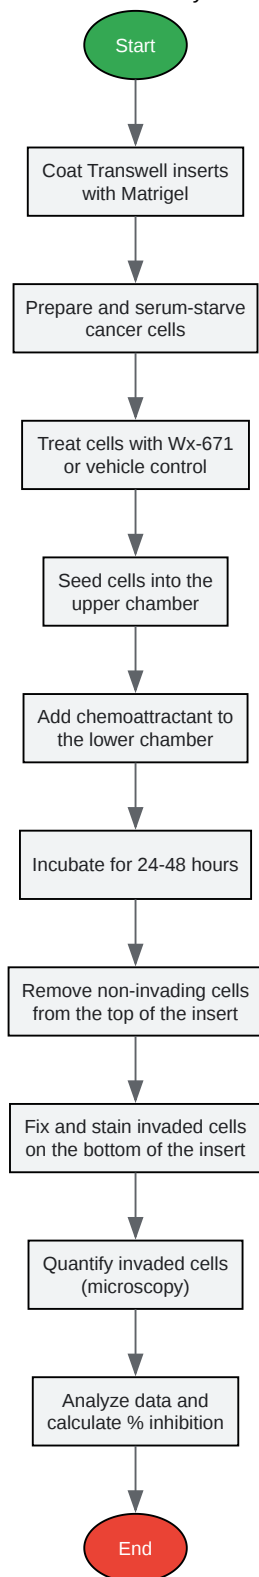 Start
Coat Transwell inserts
with Matrigel
Prepare and serum-starve
cancer cells
Treat cells with Wx-671
or vehicle control
Seed cells into the
upper chamber
Add chemoattractant to
the lower chamber
Incubate for 24-48 hours
Remove non-invading cells
from the top of the insert
Fix and stain invaded cells
on the bottom of the insert
Quantify invaded cells
(microscopy)
Analyze data and
calculate % inhibition
End